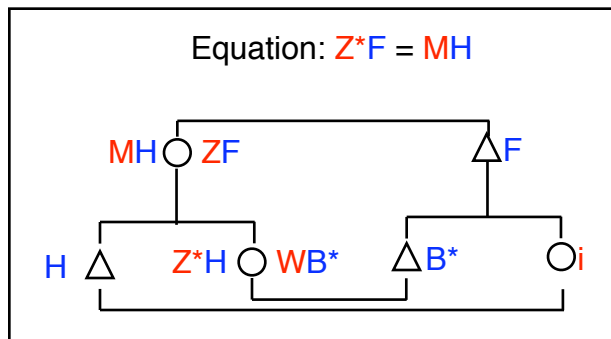 Equation: Z*F = MH
MH ZF F
H Z*H WB* B* i